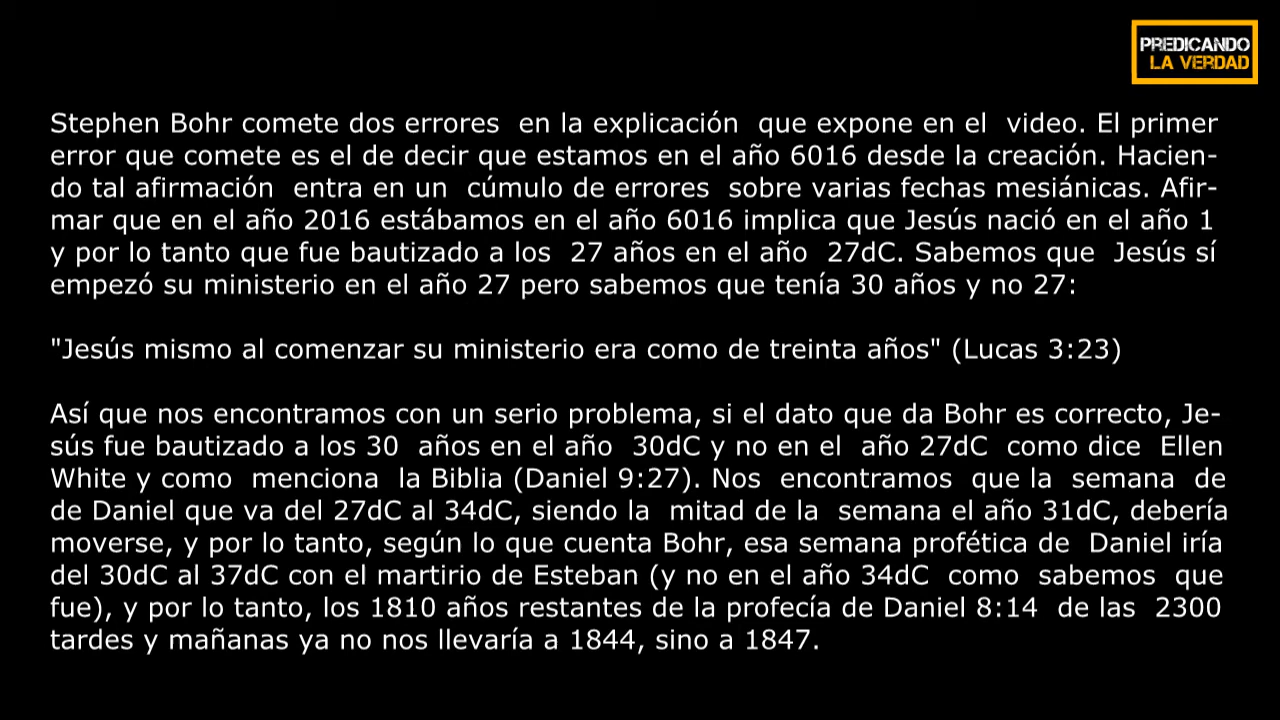 PREDICANDO
LA VERDAD
Stephen Bohr comete dos errores en la explicación que expone en el video. El primer
error que comete es el de decir que estamos en el año 6016 desde la creación. Hacien-
do tal afirmación entra en un cúmulo de errores sobre varias fechas mesiánicas. Afir-
mar que en el año 2016 estábamos en el año 6016 implica que Jesús nació en el año 1
y por lo tanto que fue bautizado a los 27 años en el año 27dC. Sabemos que Jesús sí
empezó su ministerio en el año 27 pero sabemos que tenía 30 años y no 27:
"Jesús mismo al comenzar su ministerio era como de treinta años" (Lucas 3:23)
Así que nos encontramos con un serio problema, si el dato que da Bohr es correcto, Je-
sús fue bautizado a los 30 años en el año 30dC y no en el año 27dC como dice Ellen
White y como menciona la Biblia (Daniel 9:27). Nos encontramos que la semana de
de Daniel que va del 27dC al 34dC, siendo la mitad de la semana el año 31dC, debería
moverse, y por lo tanto, según lo que cuenta Bohr, esa semana profética de Daniel iría
del 30dC al 37dC con el martirio de Esteban (y no en el año 34dC como sabemos que
fue), y por lo tanto, los 1810 años restantes de la profecía de Daniel 8:14 de las 2300
tardes y mañanas ya no nos llevaría a 1844, sino a 1847.